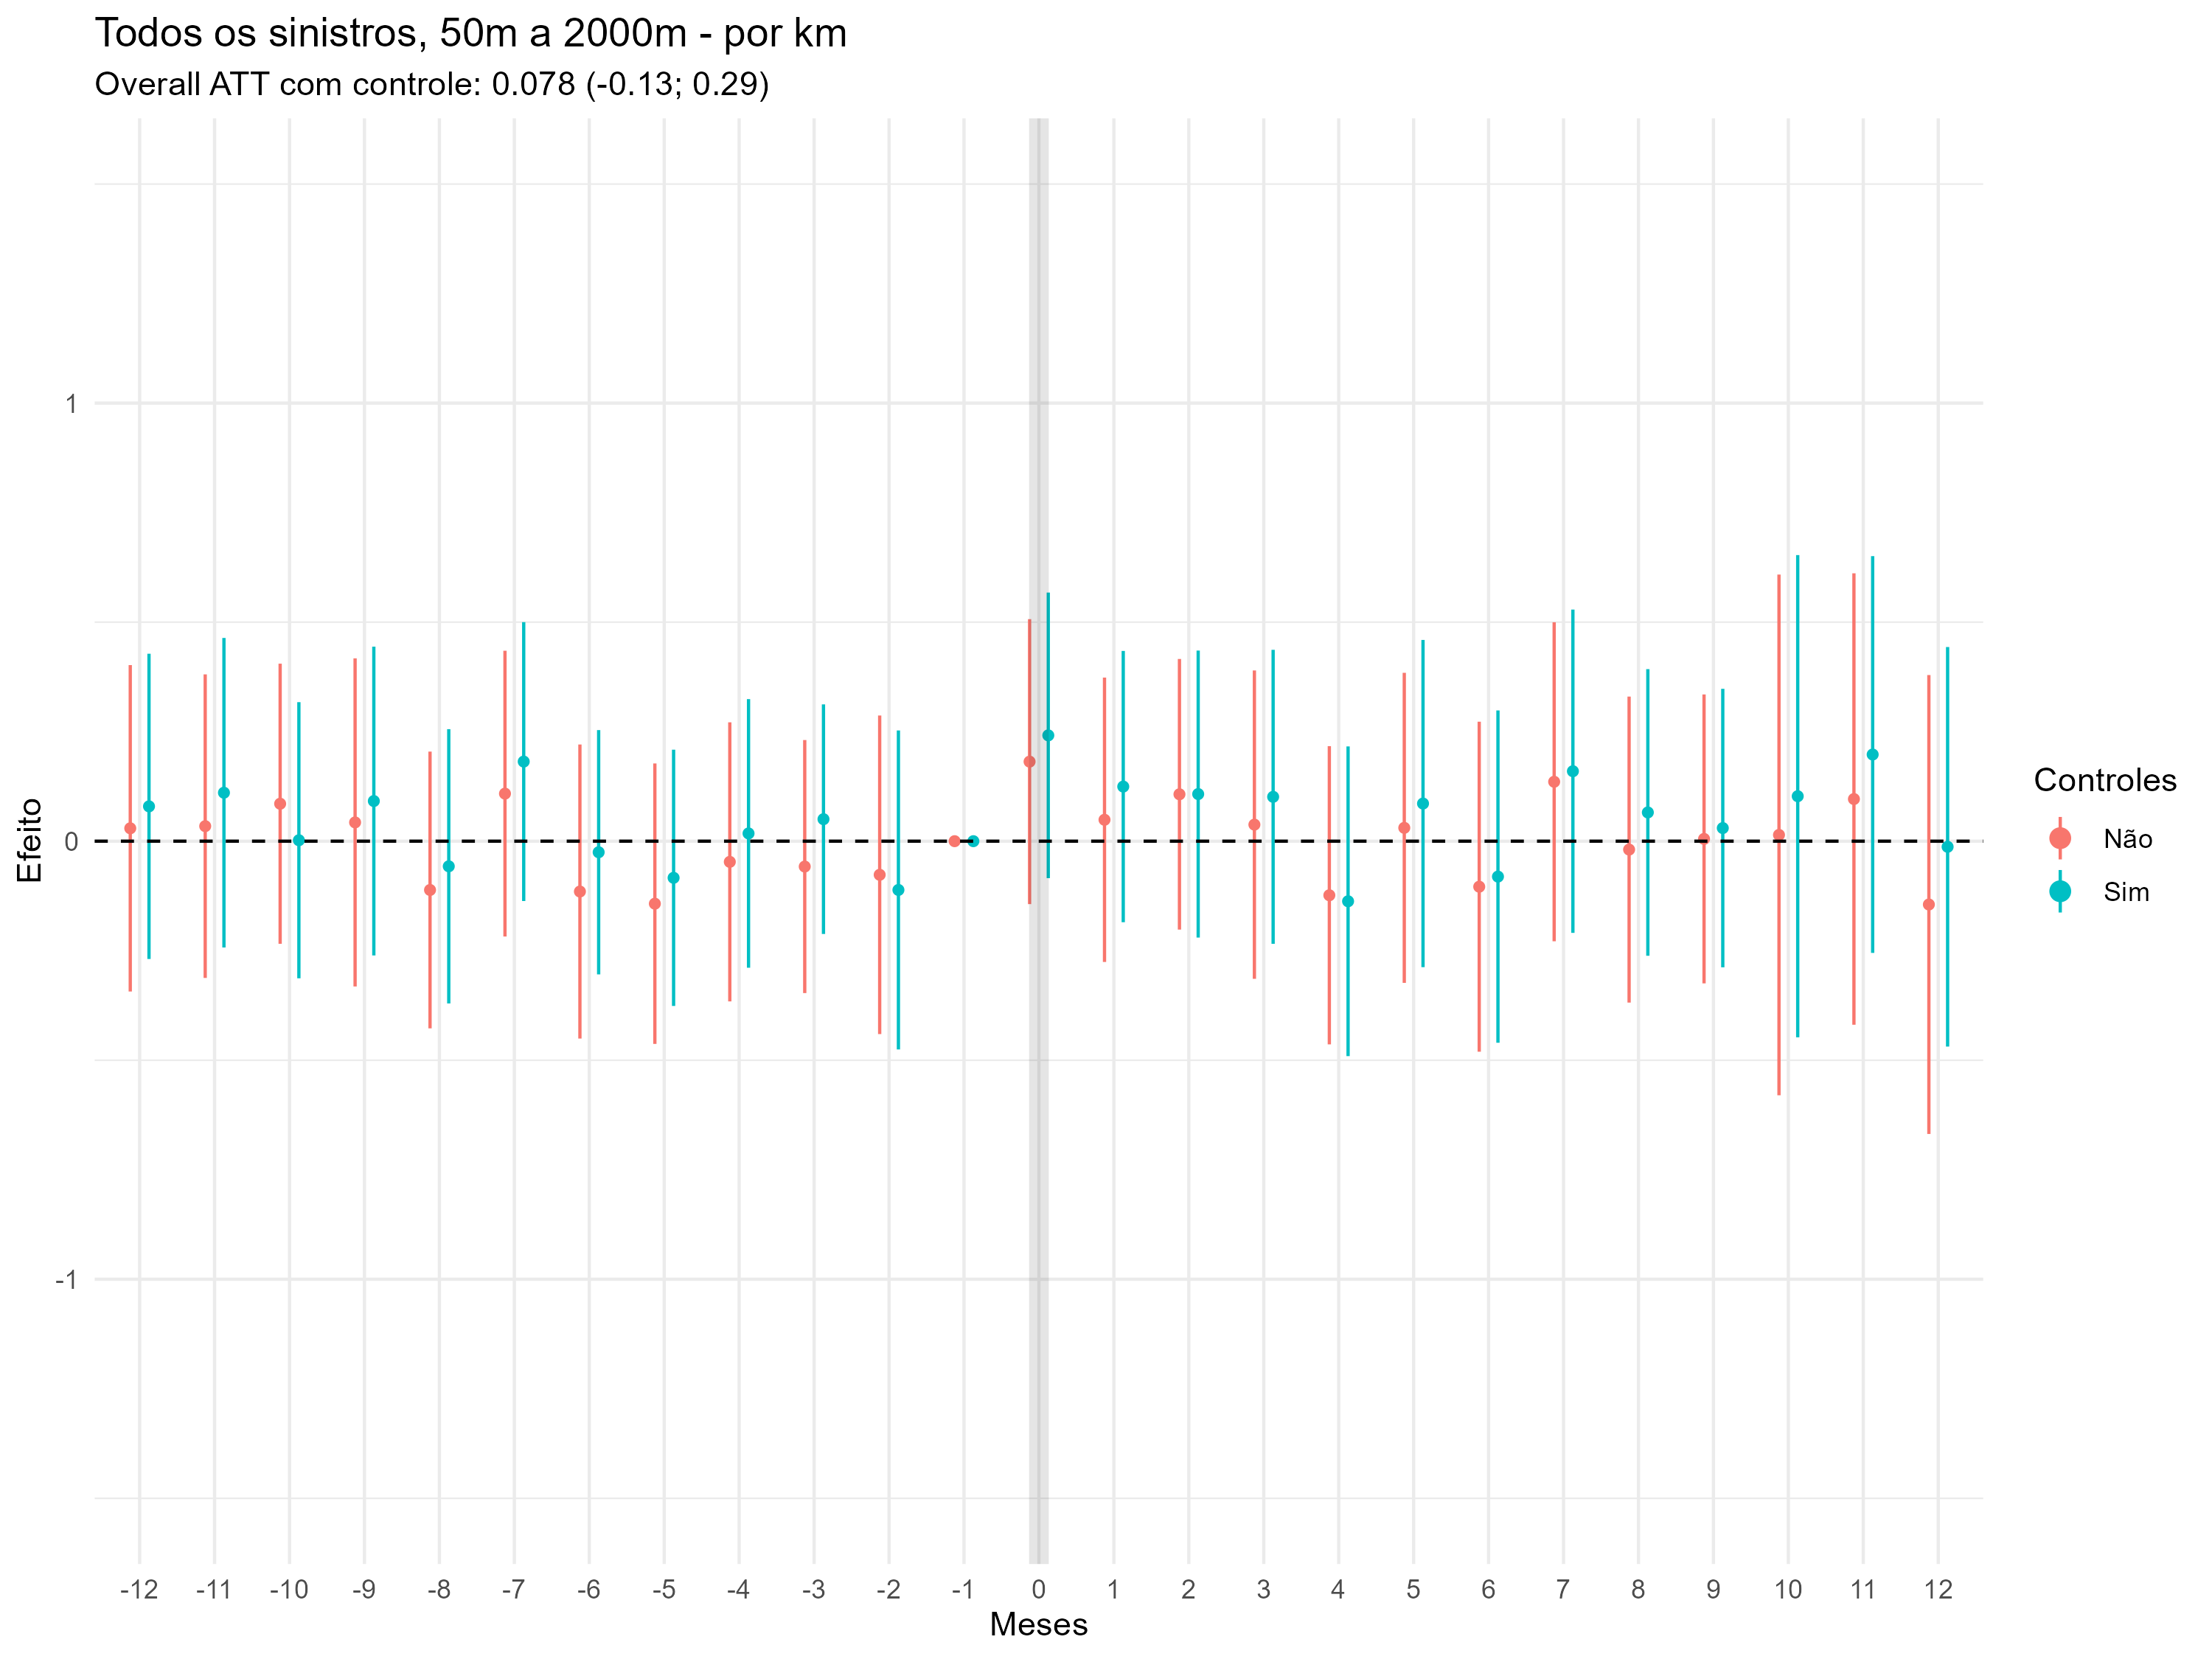 Todos os sinistros, 50m a 2000m - por km
Overall ATT com controle: 0.078 (-0.13; 0.29)
Efeito
1
0
-1
-12 -11 -10 -9 -8 -7 -6 -5 -4 -3 -2 -1 0 1 2 3 4 5 6 7 8 9 10 11 12
Meses
Controles
Não
Sim